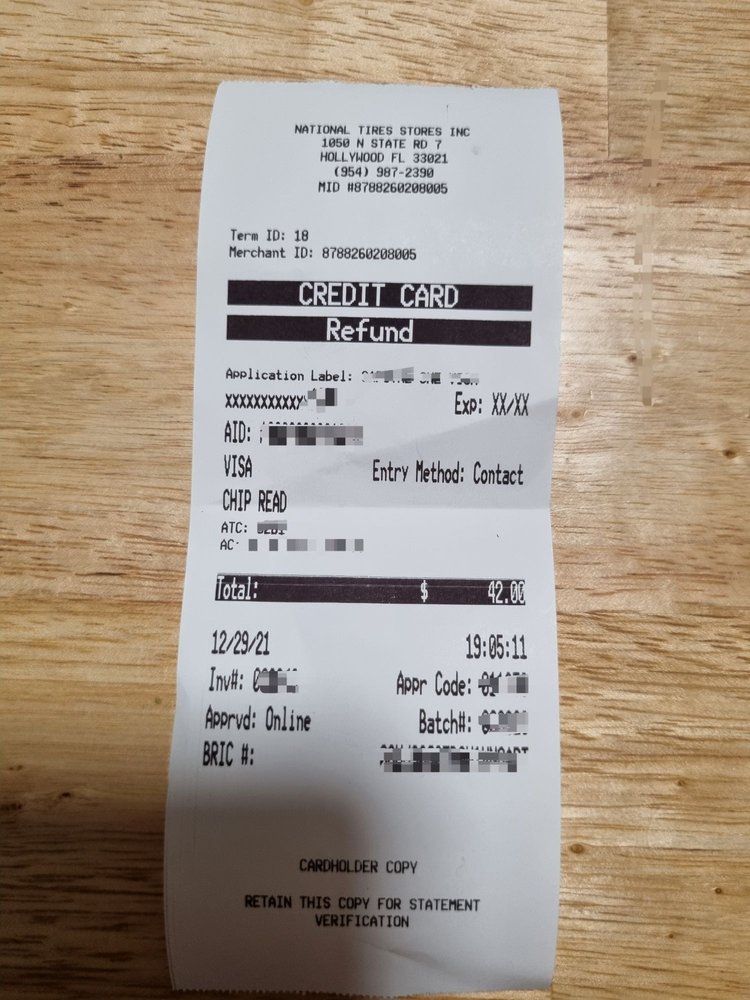 NATIONAL TIRES STORES INC
1050 N STATE RD 7
HOLLYWOOD FL 33021
(954) 987-2390
MID #8788260208005
Term ID: 18
Merchant ID: 8788260208005
CREDIT CARD
Refund
Application Label:
XXXXXXXXXXX Exp: XX/XX
AID:
VISA Entry Method: Contact
CHIP READ
ATC:
AC:
Total: $ 42.00
12/29/21 19:05:11
Inv#: Appr Code:
Apprvd: Online Batch#:
BRIC #:
CARDHOLDER COPY
RETAIN THIS COPY FOR STATEMENT
VERIFICATION